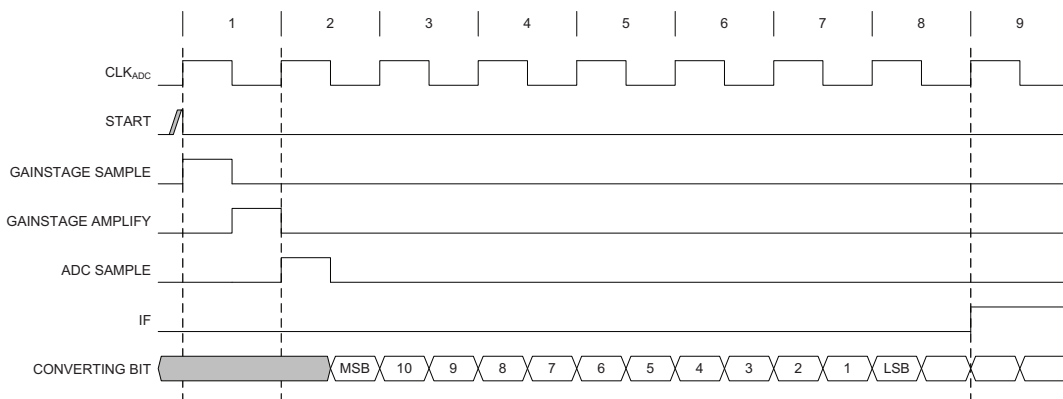 1 2 3 4 5 6 7 8 9
CLKADC
START
GAINSTAGE SAMPLE
GAINSTAGE AMPLIFY
ADC SAMPLE
IF
CONVERTING BIT MSB 10 9 8 7 6 5 4 3 2 1 LSB